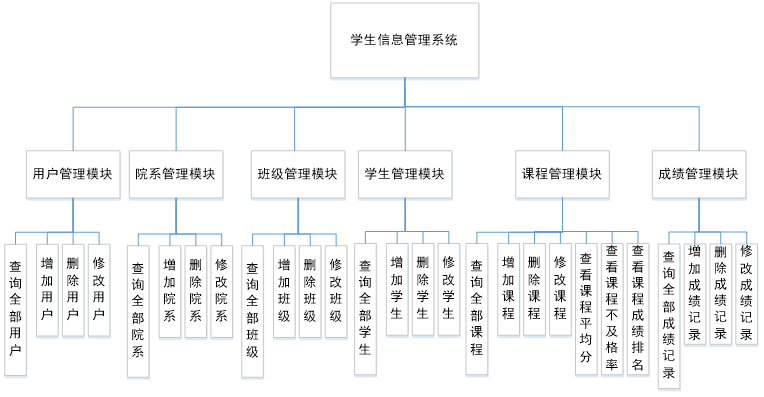 学生信息管理系统
用户管理模块
院系管理模块
班级管理模块
学生管理模块
课程管理模块
成绩管理模块
查询全部用户
增加用户
删除用户
修改用户
查询全部院系
增加院系
删除院系
修改院系
查询全部班级
增加班级
删除班级
修改班级
查询全部学生
增加学生
删除学生
修改学生
查询全部课程
增加课程
删除课程
修改课程
查看课程平均分
查看课程不及格率
查看课程成绩排名
查询全部成绩记录
增加成绩记录
删除成绩记录
修改成绩记录